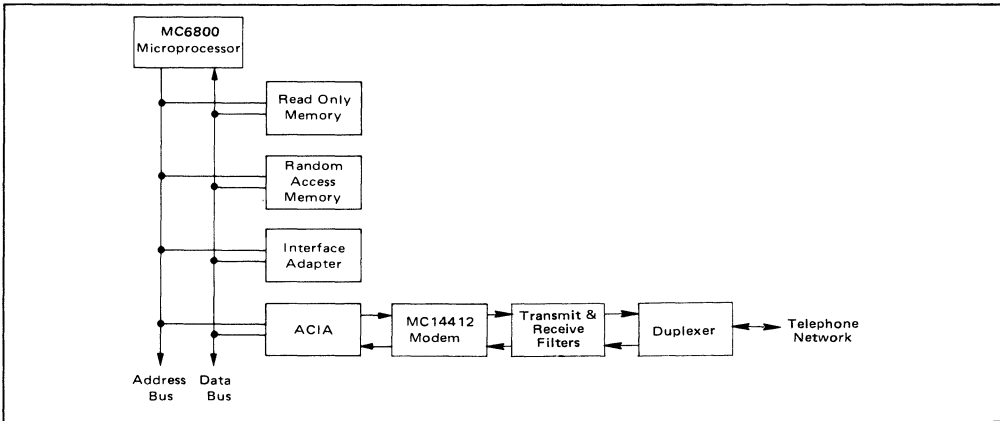 MC6800
Microprocessor
Read Only
Memory
Random
Access
Memory
Interface
Adapter
ACIA
MC14412
Modem
Transmit &
Receive
Filters
Duplexer
Telephone
Network
Address
Bus
Data
Bus